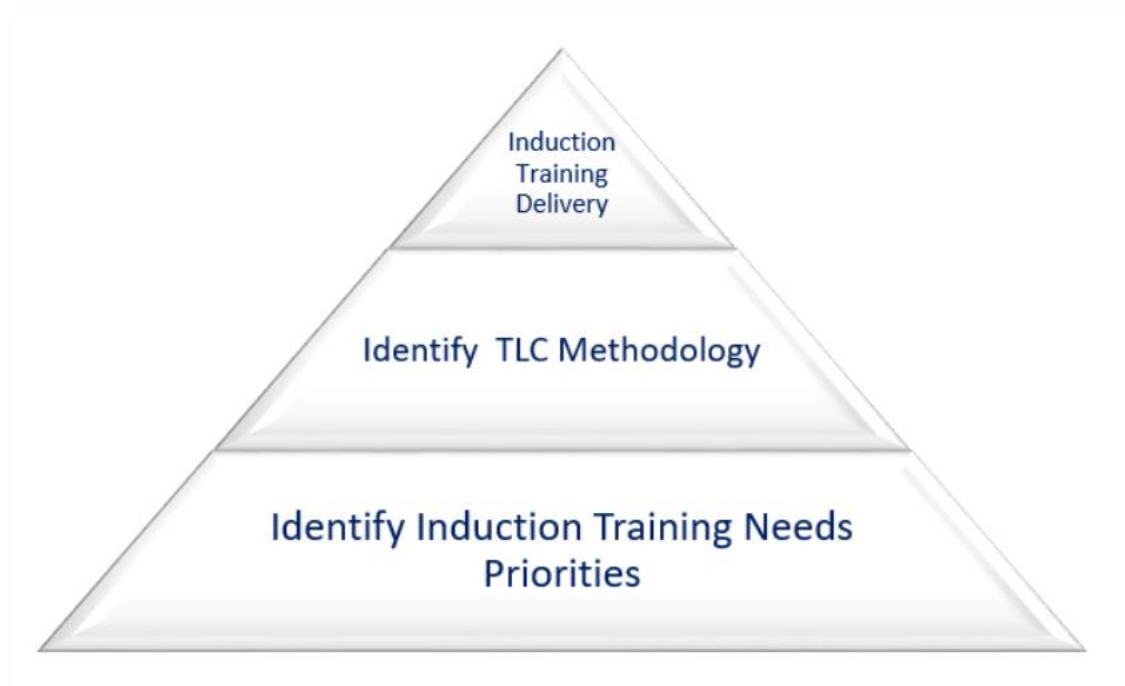 Induction
Training
Delivery
Identify  TLC Methodology
Identify Induction Training Needs
Priorities